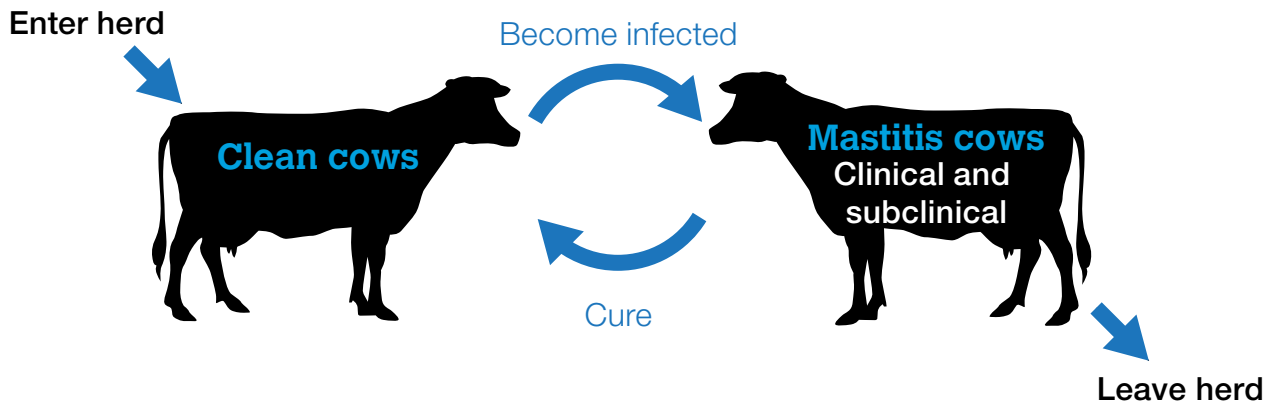 Enter herd
Become infected
Clean cows
Mastitis cows
Clinical and
subclinical
Cure
Leave herd